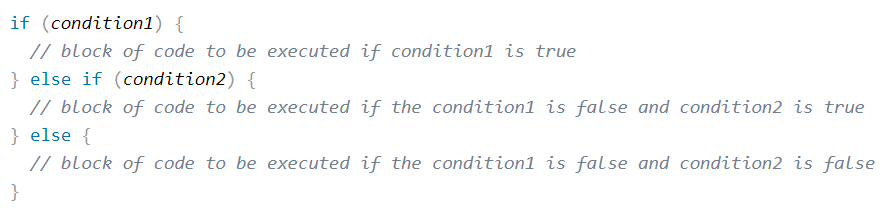 if (condition1) {
  // block of code to be executed if condition1 is true
} else if (condition2) {
  // block of code to be executed if the condition1 is false and condition2 is true
} else {
  // block of code to be executed if the condition1 is false and condition2 is false
}